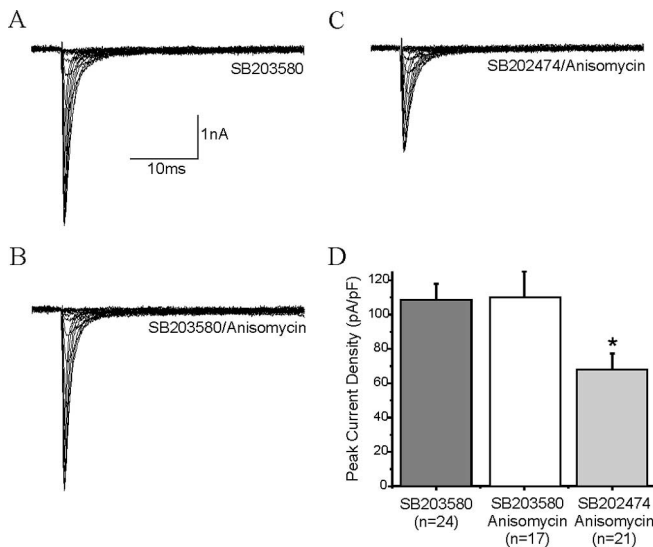 A
SB203580
1nA
10ms
C
SB202474/Anisomycin
B
SB203580/Anisomycin
D
Peak Current Density (pA/pF)
120
100
80
60
40
20
0
*
SB203580
(n=24)
SB203580
Anisomycin
(n=17)
SB202474
Anisomycin
(n=21)